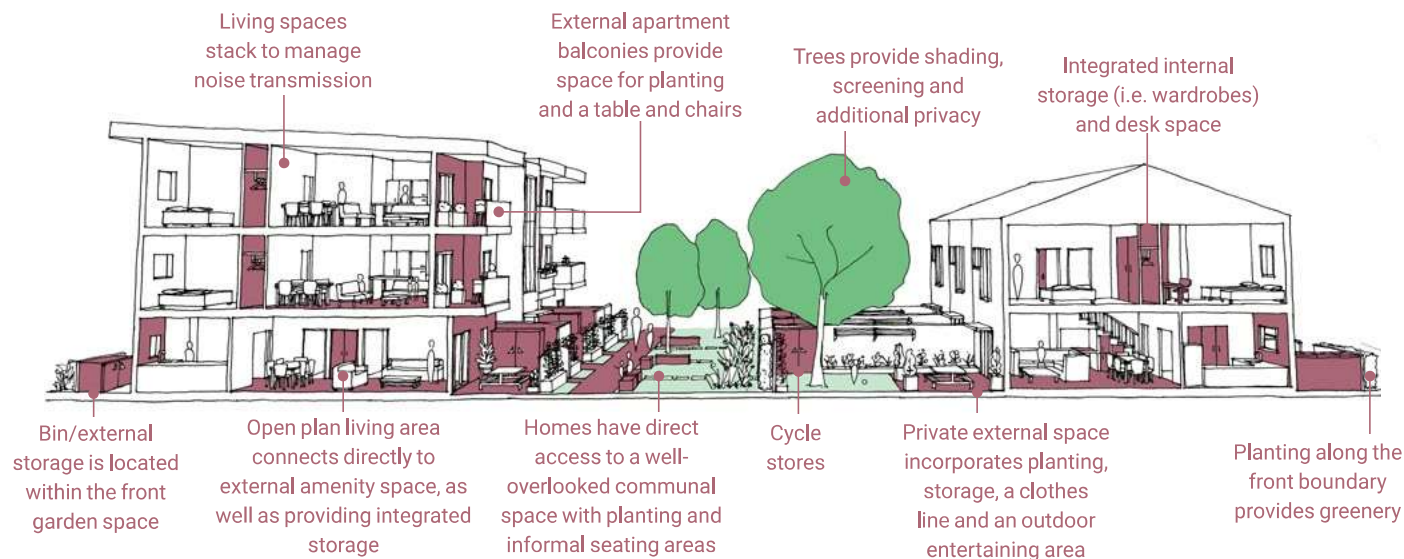 Living spaces
stack to manage
noise transmission
External apartment
balconies provide
space for planting
and a table and chairs
Trees provide shading,
screening and
additional privacy
Integrated internal
storage (i.e. wardrobes)
and desk space
Bin/external
storage is located
within the front
garden space
Open plan living area
connects directly to
external amenity space, as
well as providing integrated
storage
Homes have direct
access to a well-
overlooked communal
space with planting and
informal seating areas
Cycle
stores
Private external space
incorporates planting,
storage, a clothes
line and an outdoor
entertaining area
Planting along the
front boundary
provides greenery